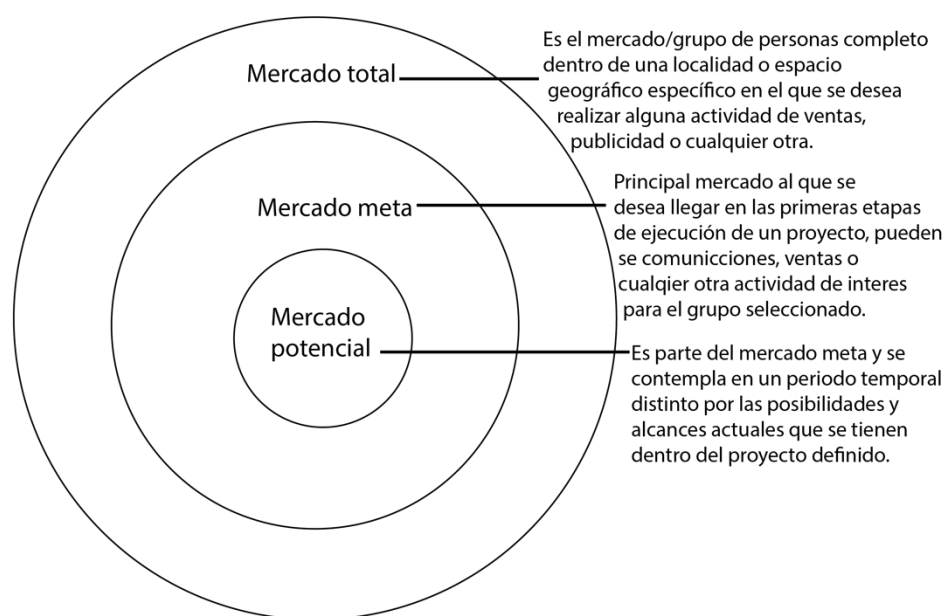 Mercado total
Es el mercado/grupo de personas completo
dentro de una localidad o espacio
geográfico específico en el que se desea
realizar alguna actividad de ventas,
publicidad o cualquier otra.
Mercado meta
Principal mercado al que se
desea llegar en las primeras etapas
de ejecución de un proyecto, pueden
se comunicciones, ventas o
cualqier otra actividad de interes
para el grupo seleccionado.
Mercado
potencial
Es parte del mercado meta y se
contempla en un periodo temporal
distinto por las posibilidades y
alcances actuales que se tienen
dentro del proyecto definido.